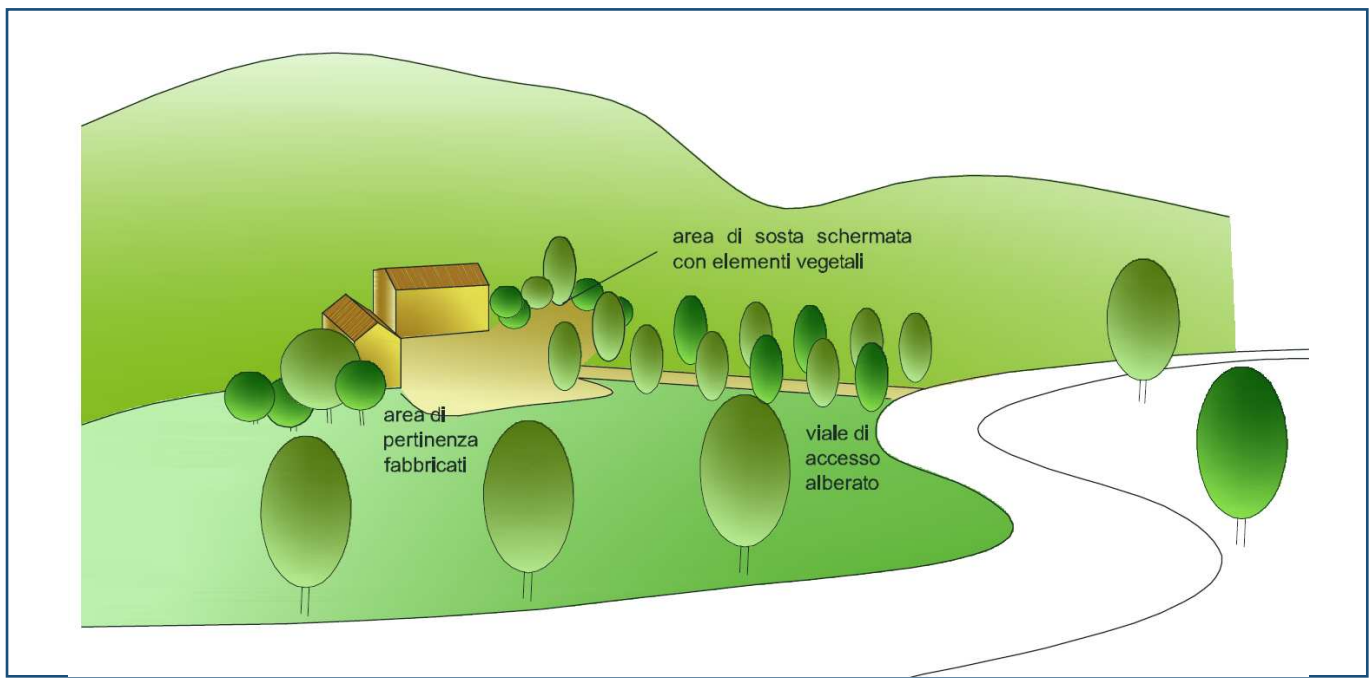 area di sosta schermata
con elementi vegetali
area di
pertinenza
fabbricati
viale di
accesso
alberato